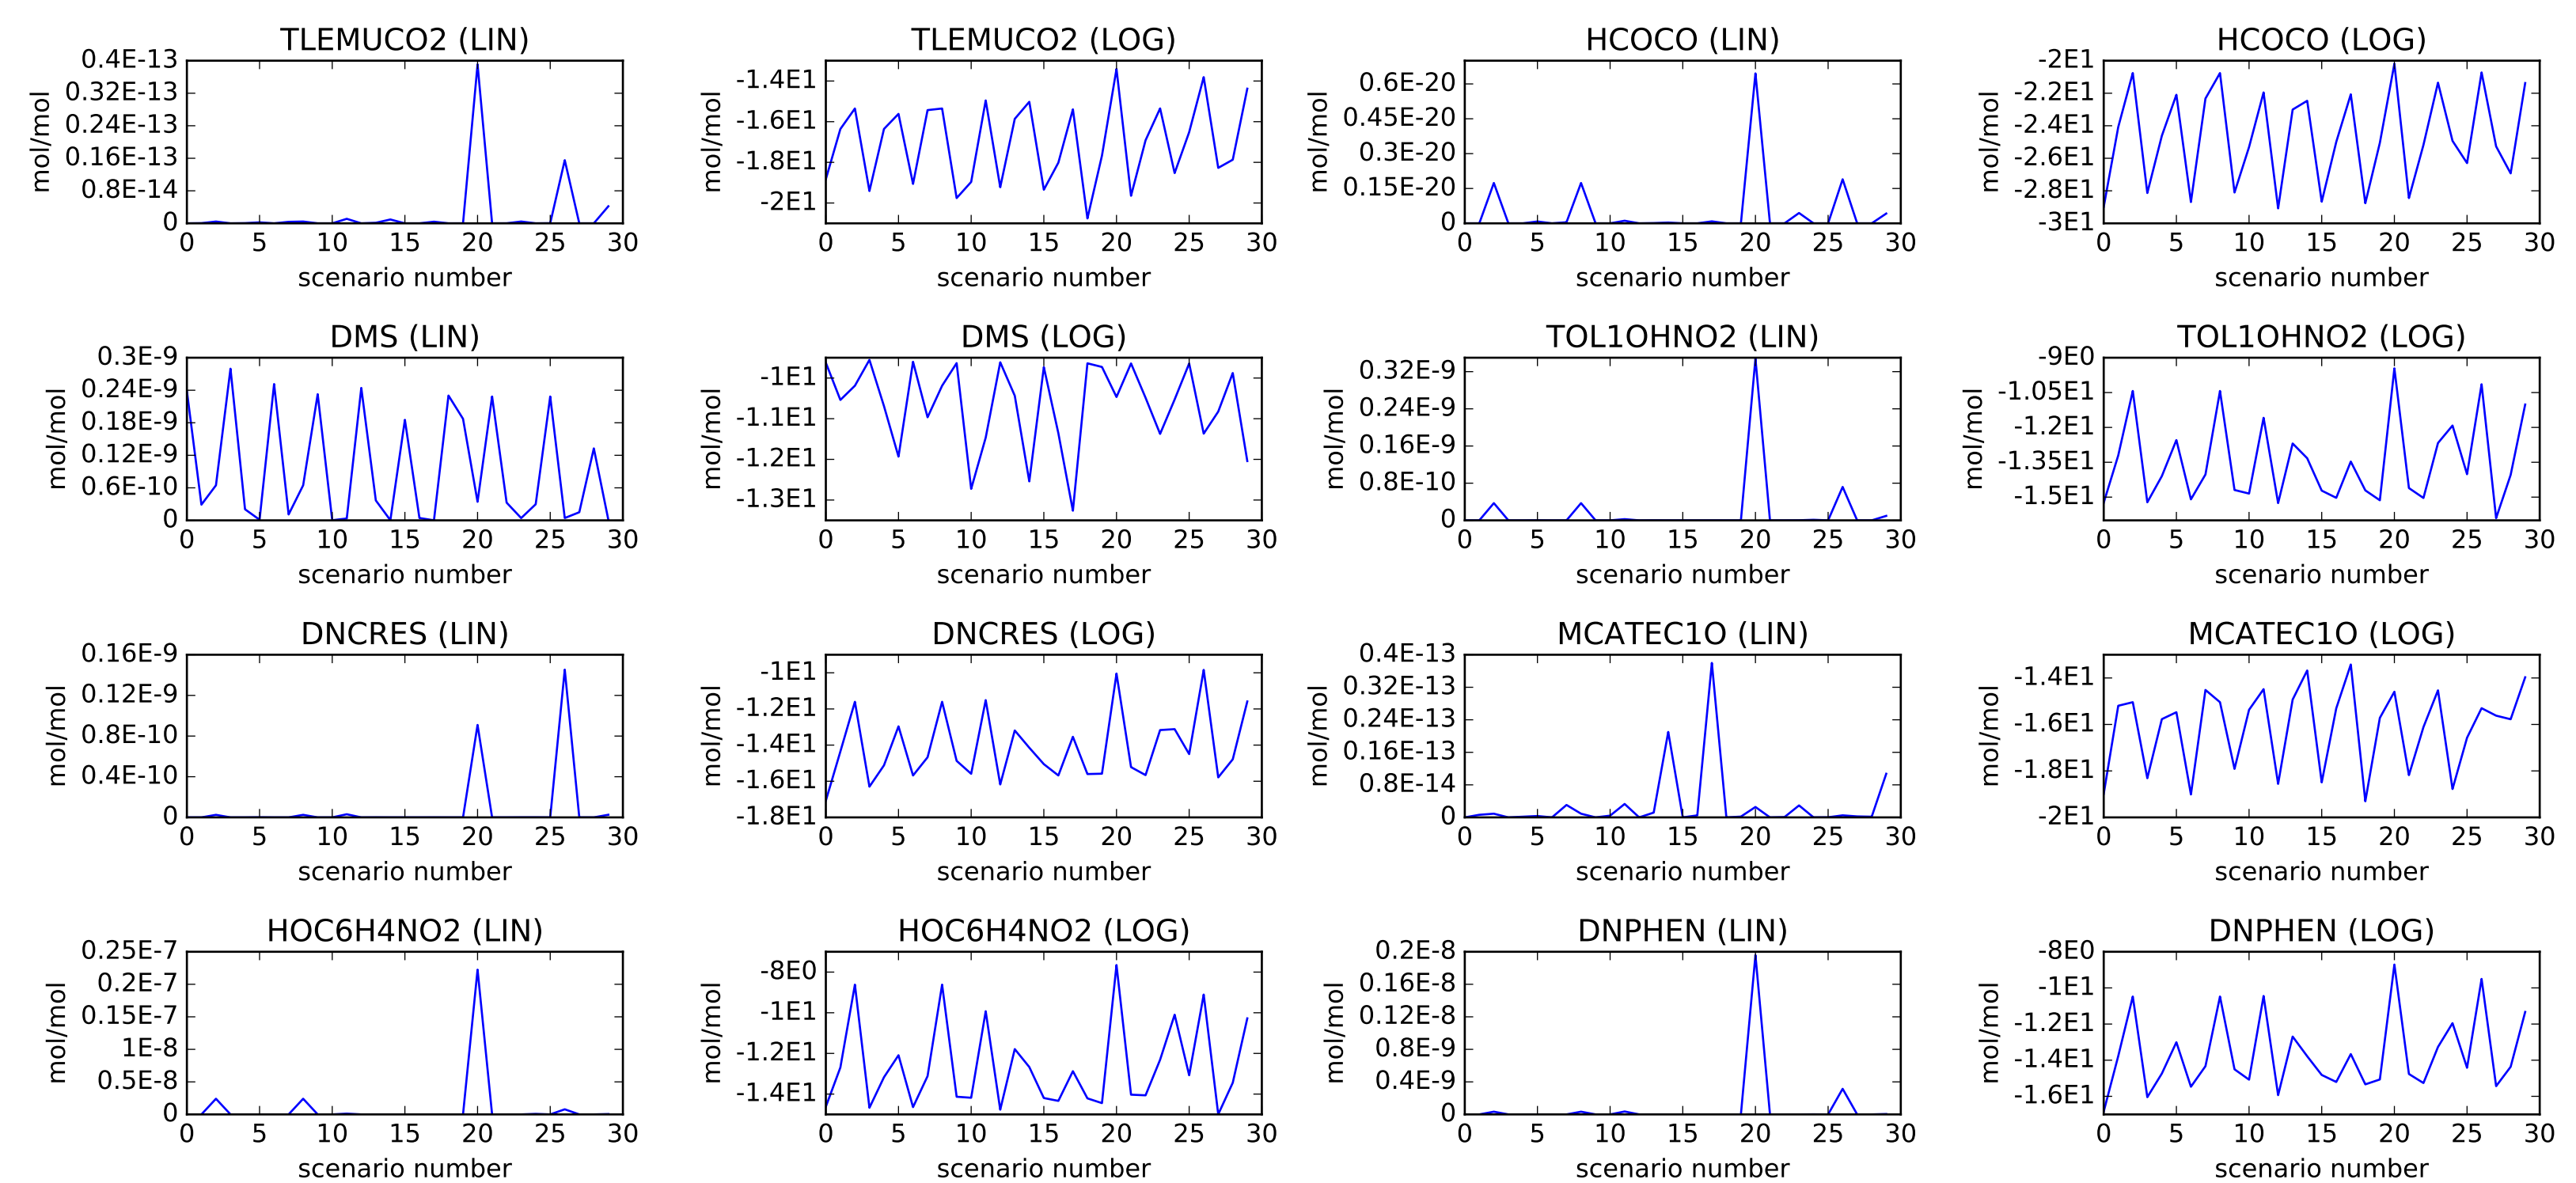 TLEMUCO2 (LIN)
0.4E-13
0.32E-13
0.24E-13
0.16E-13
0.8E-14
0
mol/mol
0 5 10 15 20 25 30
scenario number
TLEMUCO2 (LOG)
-1.4E1
-1.6E1
-1.8E1
-2E1
mol/mol
0 5 10 15 20 25 30
scenario number
HCOCO (LIN)
0.6E-20
0.45E-20
0.3E-20
0.15E-20
0
mol/mol
0 5 10 15 20 25 30
scenario number
HCOCO (LOG)
-2E1
-2.2E1
-2.4E1
-2.6E1
-2.8E1
-3E1
mol/mol
0 5 10 15 20 25 30
scenario number
DMS (LIN)
0.3E-9
0.24E-9
0.18E-9
0.12E-9
0.6E-10
0
mol/mol
0 5 10 15 20 25 30
scenario number
DMS (LOG)
-1E1
-1.1E1
-1.2E1
-1.3E1
mol/mol
0 5 10 15 20 25 30
scenario number
TOL1OHNO2 (LIN)
0.32E-9
0.24E-9
0.16E-9
0.8E-10
0
mol/mol
0 5 10 15 20 25 30
scenario number
TOL1OHNO2 (LOG)
-9E0
-1.05E1
-1.2E1
-1.35E1
-1.5E1
mol/mol
0 5 10 15 20 25 30
scenario number
DNCRES (LIN)
0.16E-9
0.12E-9
0.8E-10
0.4E-10
0
mol/mol
0 5 10 15 20 25 30
scenario number
DNCRES (LOG)
-1E1
-1.2E1
-1.4E1
-1.6E1
-1.8E1
mol/mol
0 5 10 15 20 25 30
scenario number
MCATEC1O (LIN)
0.4E-13
0.32E-13
0.24E-13
0.16E-13
0.8E-14
0
mol/mol
0 5 10 15 20 25 30
scenario number
MCATEC1O (LOG)
-1.4E1
-1.6E1
-1.8E1
-2E1
mol/mol
0 5 10 15 20 25 30
scenario number
HOC6H4NO2 (LIN)
0.25E-7
0.2E-7
0.15E-7
1E-8
0.5E-8
0
mol/mol
0 5 10 15 20 25 30
scenario number
HOC6H4NO2 (LOG)
-8E0
-1E1
-1.2E1
-1.4E1
mol/mol
0 5 10 15 20 25 30
scenario number
DNPHEN (LIN)
0.2E-8
0.16E-8
0.12E-8
0.8E-9
0.4E-9
0
mol/mol
0 5 10 15 20 25 30
scenario number
DNPHEN (LOG)
-8E0
-1E1
-1.2E1
-1.4E1
-1.6E1
mol/mol
0 5 10 15 20 25 30
scenario number